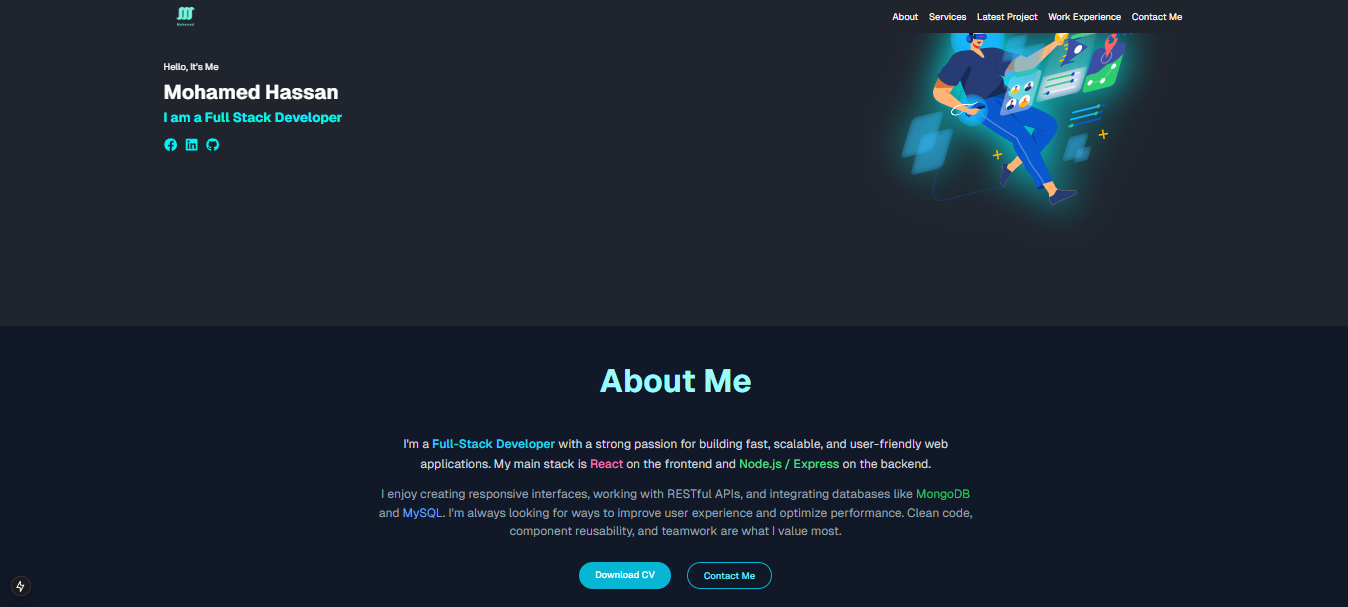 Mohamed
About Services Latest Project Work Experience Contact Me
Hello, It's Me
Mohamed Hassan
I am a Full Stack Developer
About Me
I'm a Full-Stack Developer with a strong passion for building fast, scalable, and user-friendly web
applications. My main stack is React on the frontend and Node.js / Express on the backend.
I enjoy creating responsive interfaces, working with RESTful APIs, and integrating databases like MongoDB
and MySQL. I'm always looking for ways to improve user experience and optimize performance. Clean code,
component reusability, and teamwork are what I value most.
Download CV Contact Me